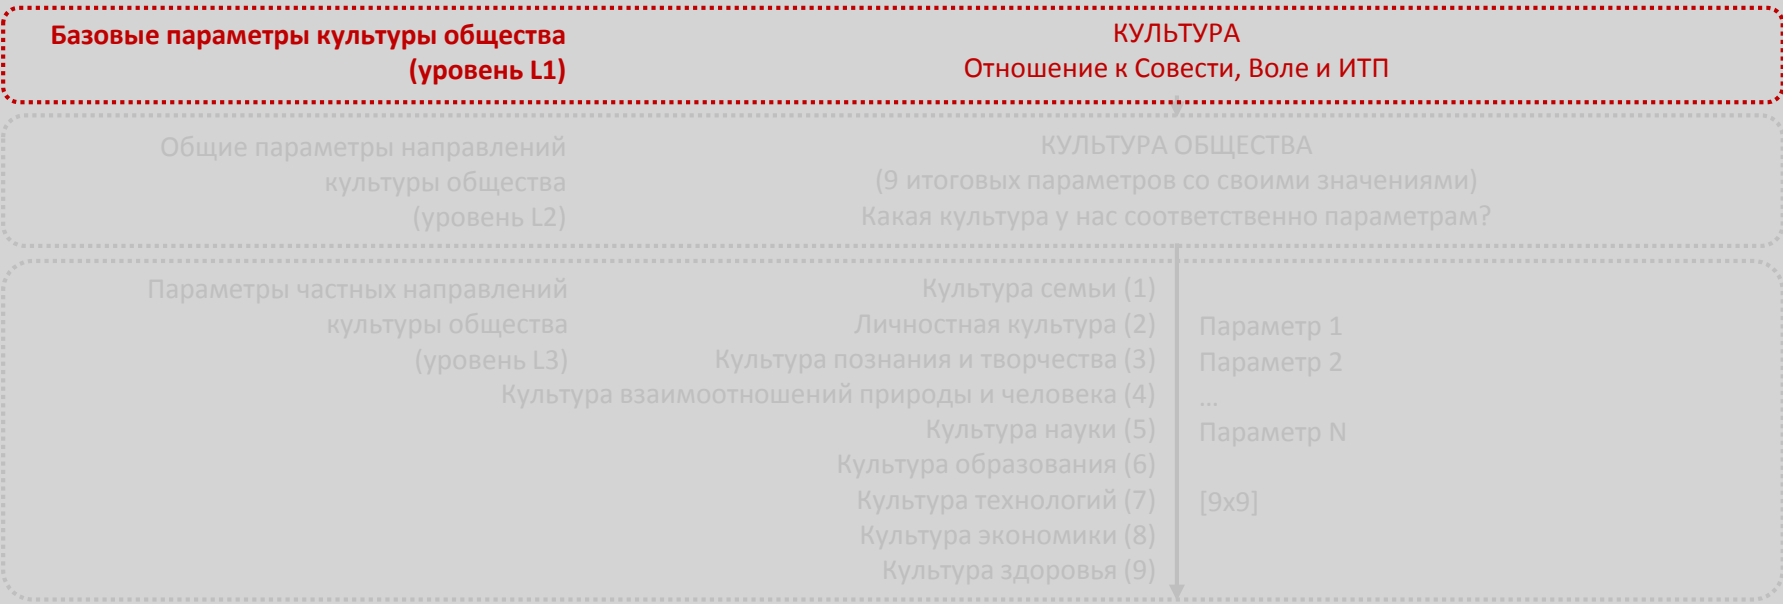 Базовые параметры культуры общества
(уровень L1)
КУЛЬТУРА
Отношение к Совести, Воле и ИТП
Общие параметры направлений
культуры общества
(уровень L2)
КУЛЬТУРА ОБЩЕСТВА
(9 итоговых параметров со своими значениями)
Какая культура у нас соответственно параметрам?
Параметры частных направлений
культуры общества
(уровень L3)
Культура семьи (1)
Личностная культура (2)
Культура познания и творчества (3)
Культура взаимоотношений природы и человека (4)
Культура науки (5)
Культура образования (6)
Культура технологий (7)
Культура экономики (8)
Культура здоровья (9)
Параметр 1
Параметр 2
...
Параметр N
[9x9]